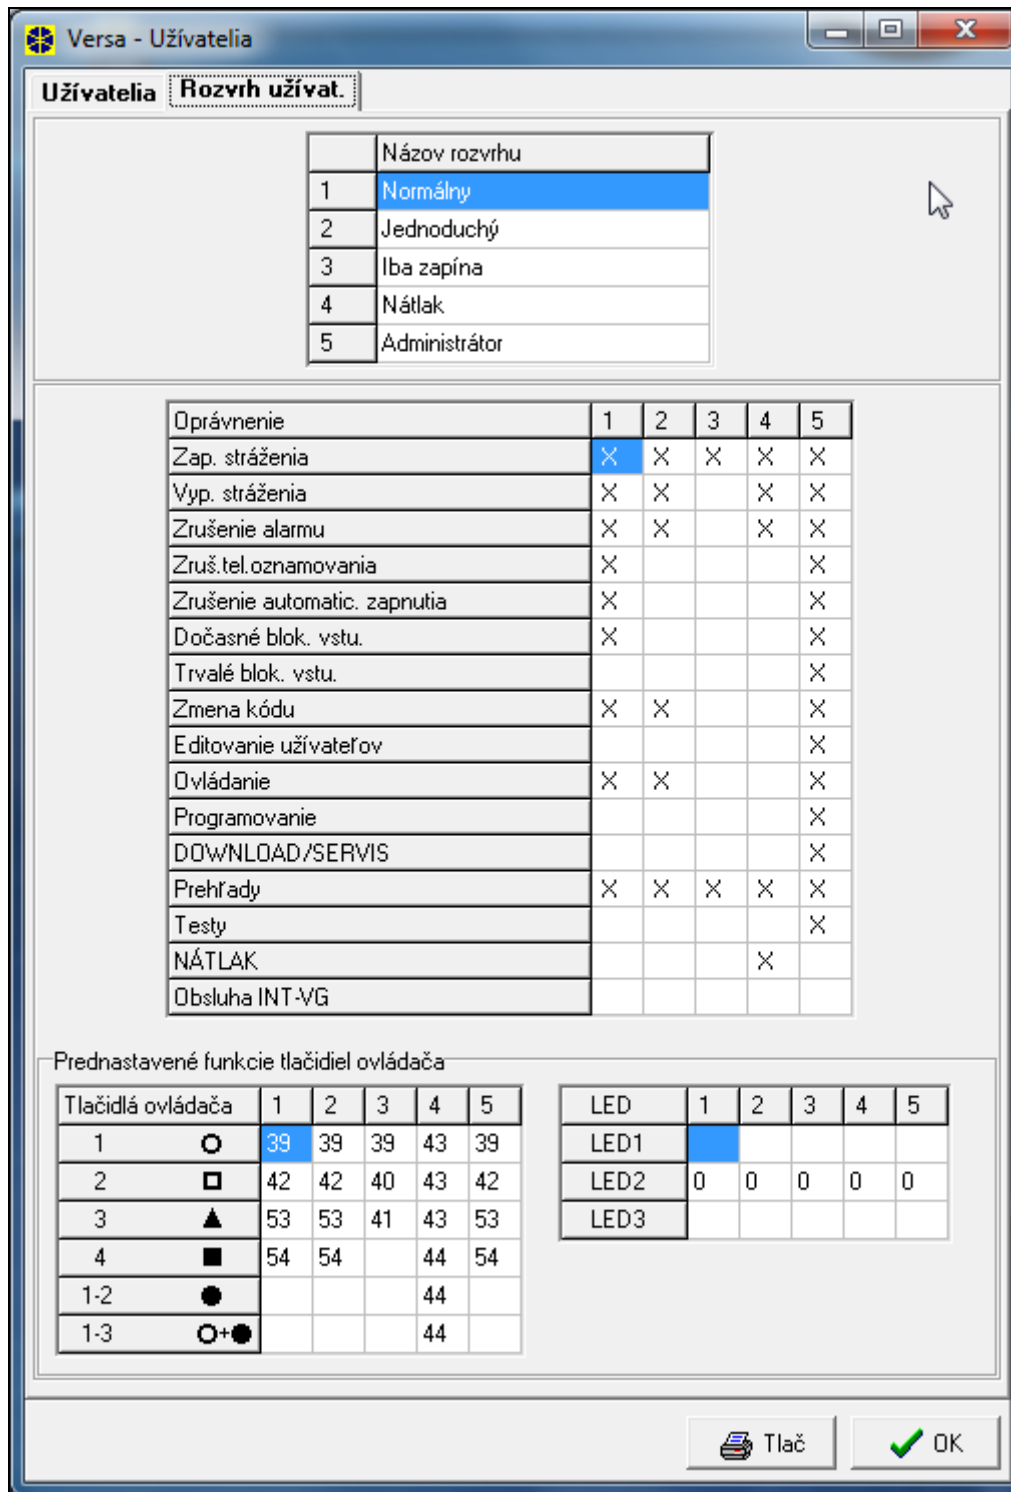 Versa - Užívatelia
Užívatelia Rozvrh užívat.
Názov rozvrhu
1 Normálny
2 Jednoduchý
3 Iba zapína
4 Nátlak
5 Administrátor
Oprávnenie 1 2 3 4 5
Zap. stráženia X X X X X
Vyp. stráženia X X X X
Zrušenie alarmu X X X X
Zruš.tel.oznamovania X X
Zrušenie automatic. zapnutia X X
Dočasné blok. vstu. X X
Trvalé blok. vstu. X
Zmena kódu X X X
Editovanie užívateľov X
Ovládanie X X X
Programovanie X
DOWNLOAD/SERVIS X
Prehľady X X X X X
Testy X
NÁTLAK X
Obsluha INT-VG
Prednastavené funkcie tlačidiel ovládača
Tlačidlá ovládača 1 2 3 4 5
1 39 39 39 43 39
2 42 42 40 43 42
3 53 53 41 43 53
4 54 54 44 54
1-2 44
1-3 + 44
LED 1 2 3 4 5
LED1
LED2 0 0 0 0 0
LED3
Tlač OK